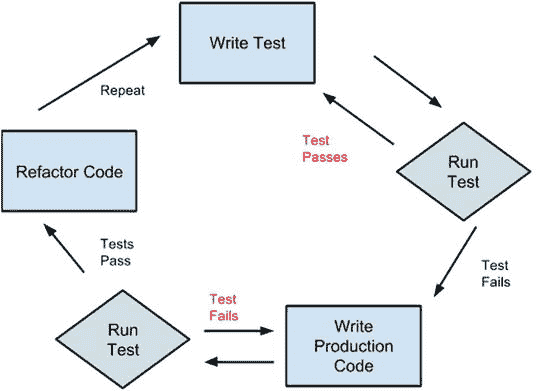 Write Test
Repeat
Test
Passes
Run
Test
Refactor Code
Tests
Pass
Test
Fails
Run
Test
Test
Fails
Write
Production
Code